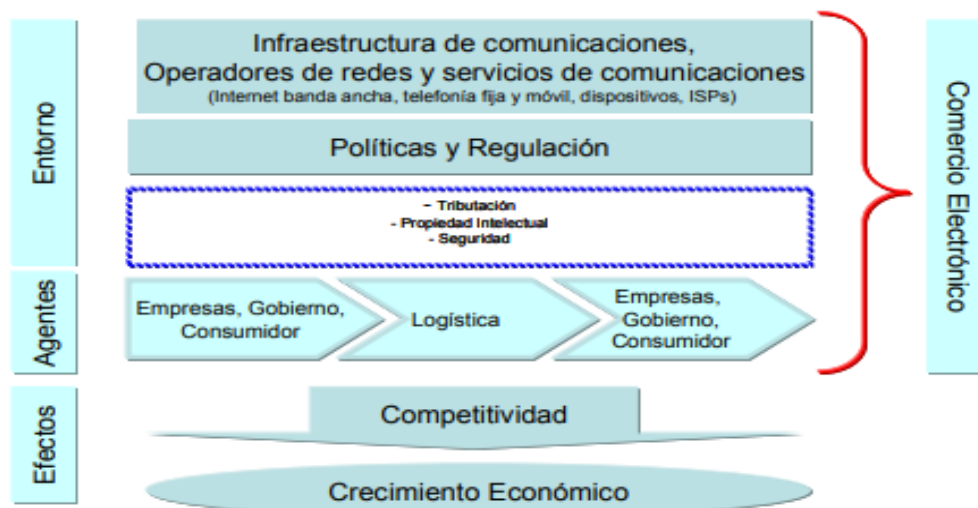 Entorno
Infraestructura de comunicaciones,
Operadores de redes y servicios de comunicaciones
(Internet banda ancha, telefonía fija y móvil, dispositivos, ISPs)
Políticas y Regulación
- Tributación
- Propiedad Intelectual
- Seguridad
Agentes
Empresas, Gobierno,
Consumidor
Logística
Empresas,
Gobierno,
Consumidor
Comercio Electrónico
Efectos
Competitividad
Crecimiento Económico